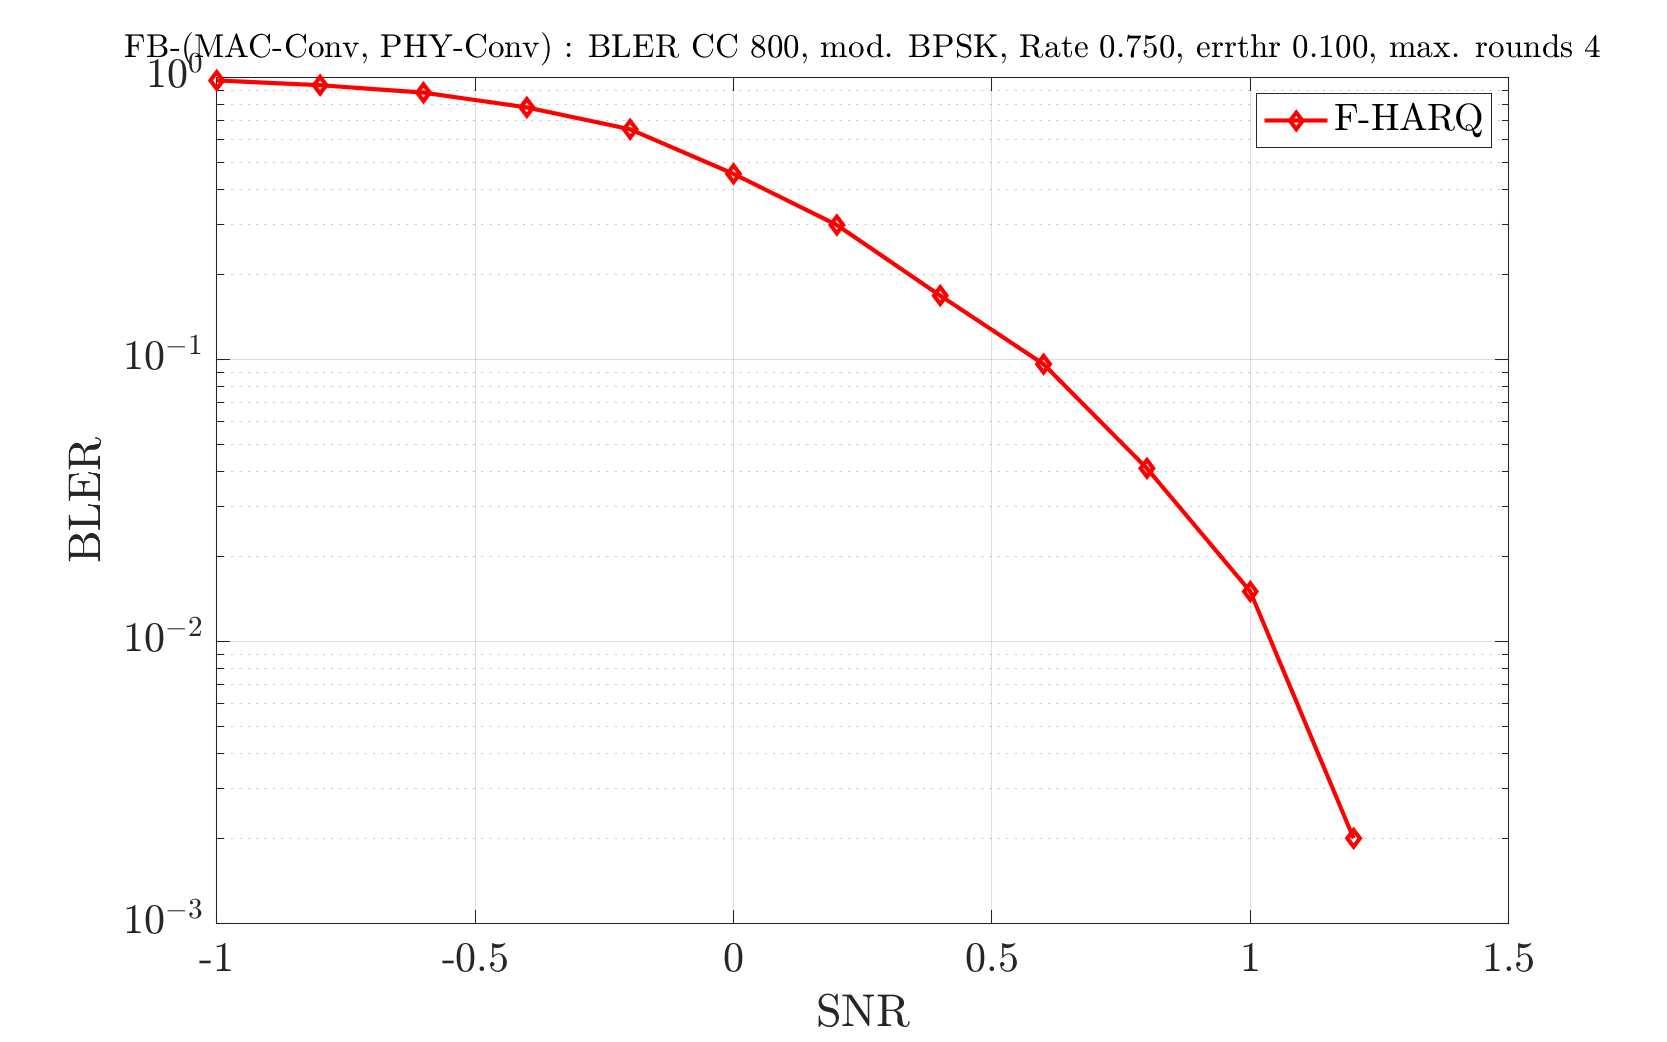 FB-(MAC-Conv, PHY-Conv) : BLER CC 800, mod. BPSK, Rate 0.750, errthr 0.100, max. rounds 4
10^0
F-HARQ
10^{-1}
BLER
10^{-2}
10^{-3}
-1 -0.5 0 0.5 1 1.5
SNR